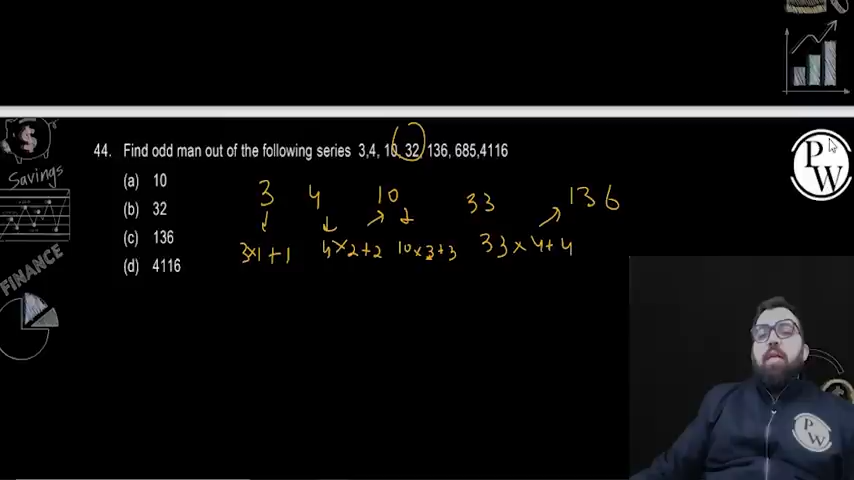 44. Find odd man out of the following series 3,4, 10, 32, 136, 685,4116
Savings
(a) 10
(b) 32
(c) 136
(d) 4116
FINANCE
3 4 10 33 136
3×1+1 4×2+2 10×3+3 33×4+4
P
W
P
W